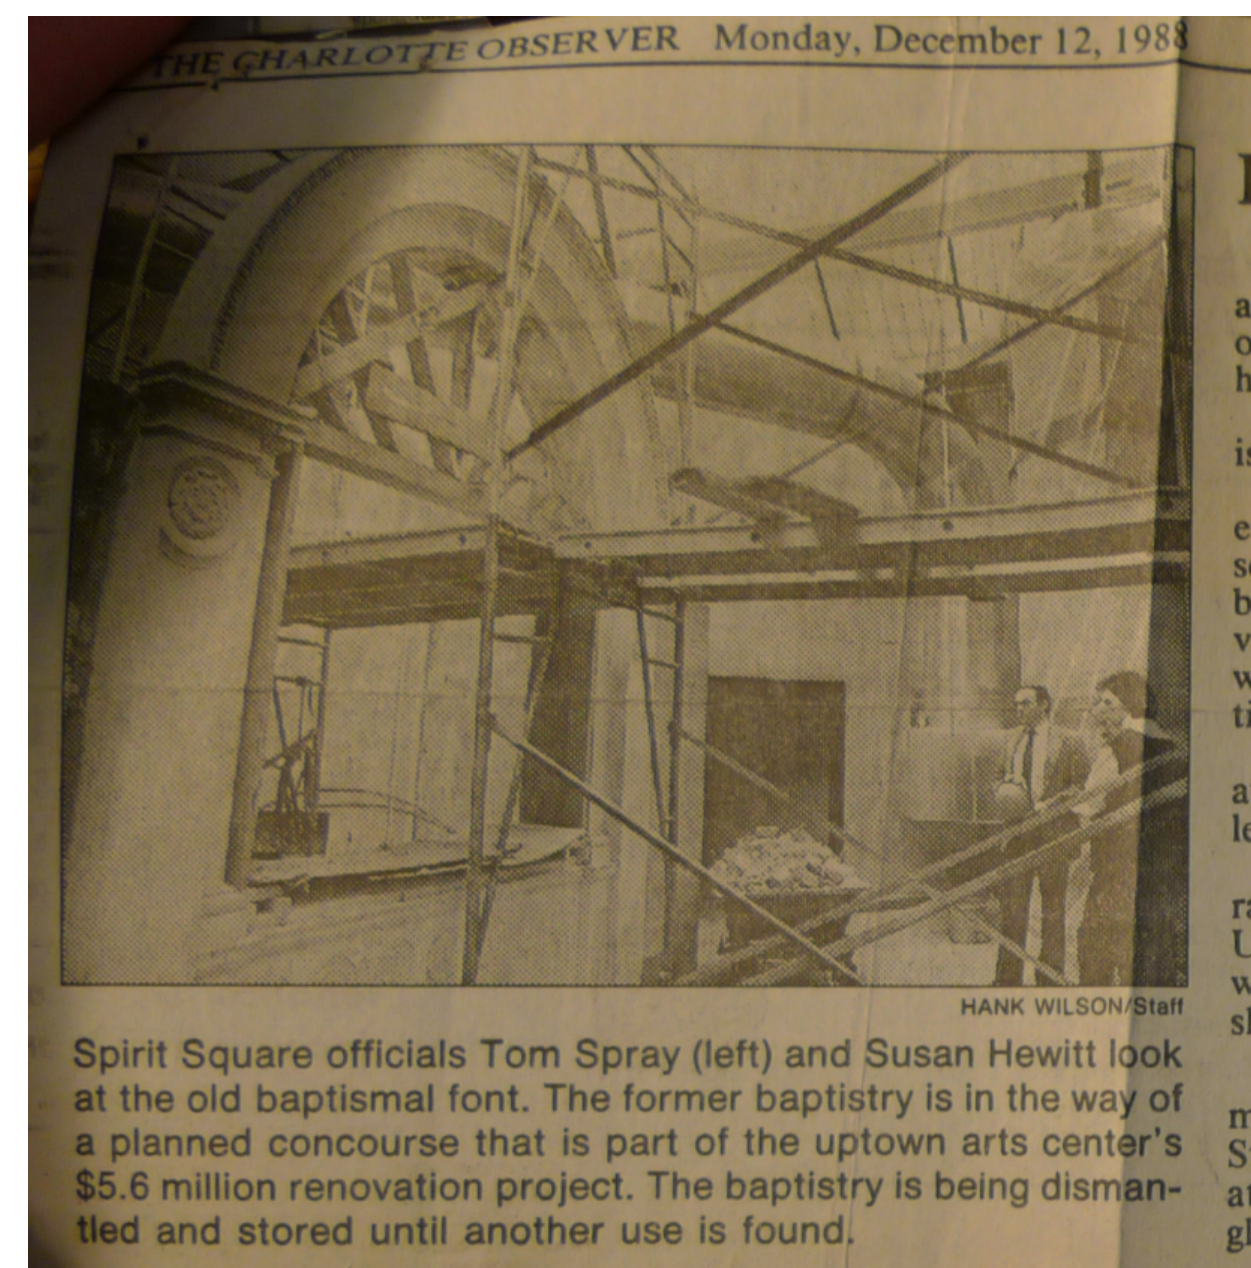 THE CHARLOTTE OBSERVER Monday, December 12, 1988
HANK WILSON/Staff
Spirit Square officials Tom Spray (left) and Susan Hewitt look
at the old baptismal font. The former baptistry is in the way of
a planned concourse that is part of the uptown arts center's
$5.6 million renovation project. The baptistry is being disman-
tled and stored until another use is found.